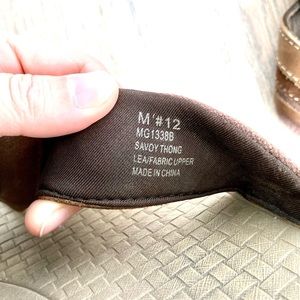 M'#12
MG1338B
SAVOY THONG
LEA/FABRIC UPPER
MADE IN CHINA